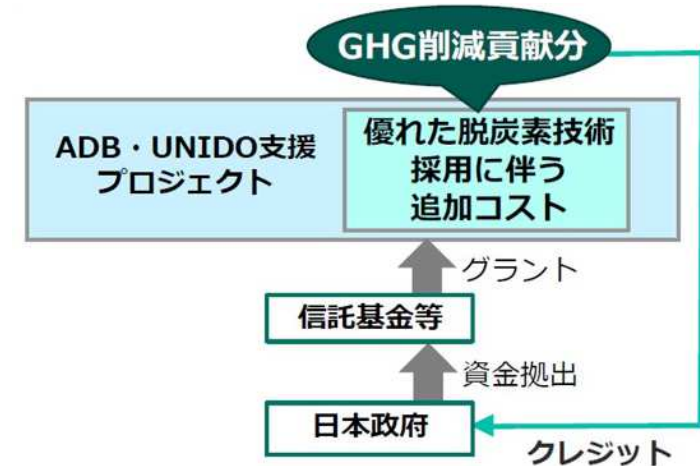 GHG削減貢献分
ADB・UNIDO支援
プロジェクト
優れた脱炭素技術
採用に伴う
追加コスト
グラント
信託基金等
資金拠出
日本政府
クレジット